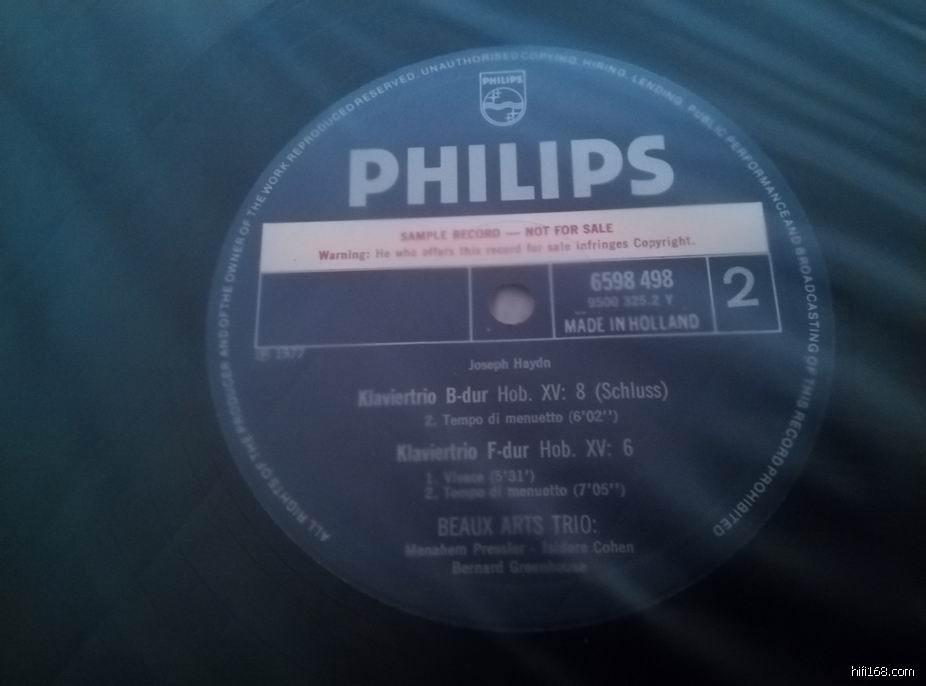 ALL RIGHTS OF THE PRODUCER AND OF THE OWNER OF THE WORK REPRODUCED RESERVED. UNAUTHORISED COPYING, HIRING, LENDING, PUBLIC PERFORMANCE AND BROADCASTING OF THIS RECORD PROHIBITED
PHILIPS
PHILIPS
SAMPLE RECORD — NOT FOR SALE
Warning: He who offers this record for sale infringes Copyright.
6598 498
9500 325.2 Y
MADE IN HOLLAND
2
℗ 1977
Joseph Haydn
Klaviertrio B-dur Hob. XV: 8 (Schluss)
2. Tempo di menuetto (6'02'')
Klaviertrio F-dur Hob. XV: 6
1. Vivace (5'31')
2. Tempo di menuetto (7'05'')
BEAUX ARTS TRIO:
Menahem Pressler - Isidore Cohen
Bernard Greenhouse
hifi168.com